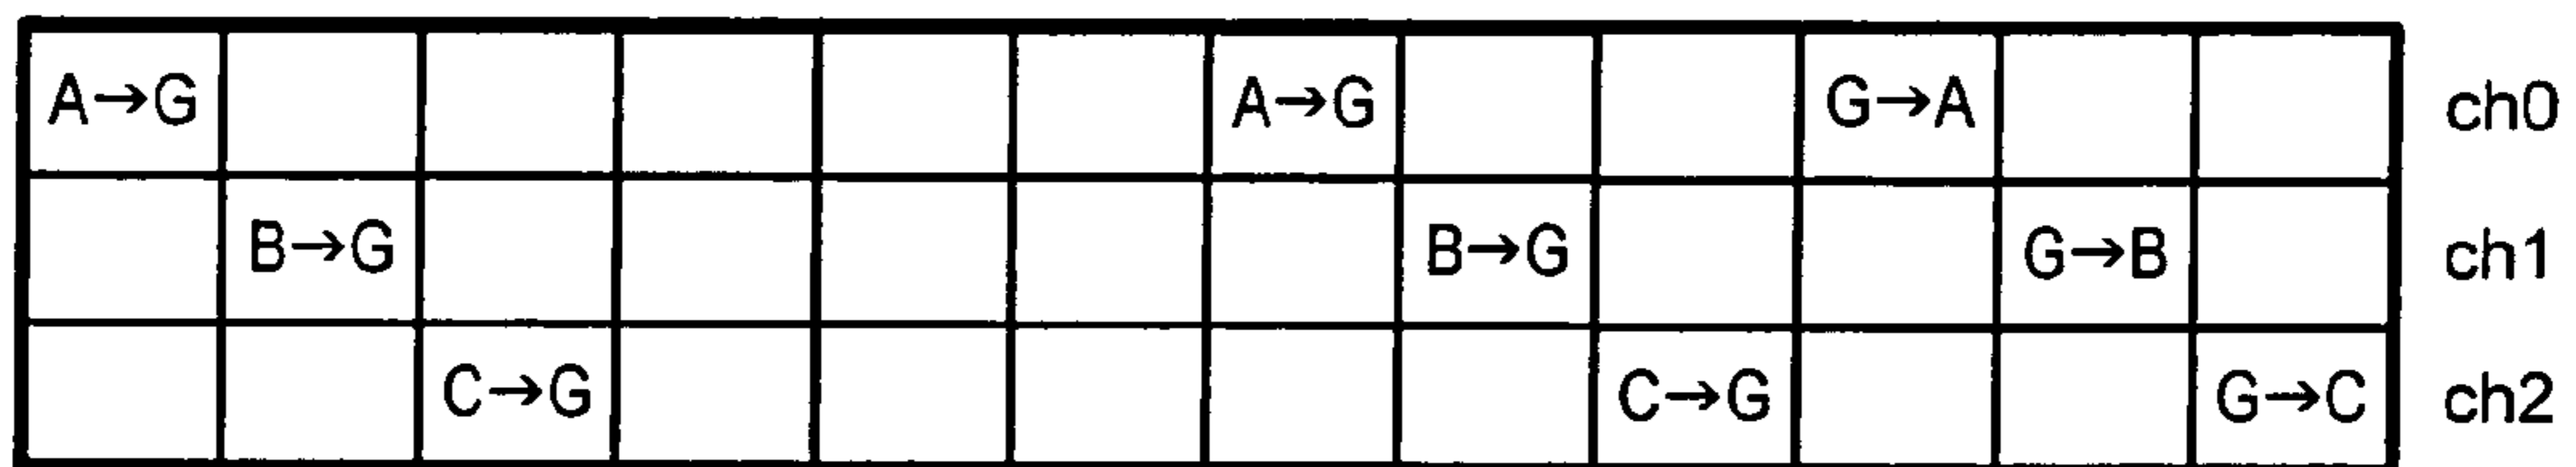 A→G A→G G→A ch0
B→G B→G G→B ch1
C→G C→G G→C ch2